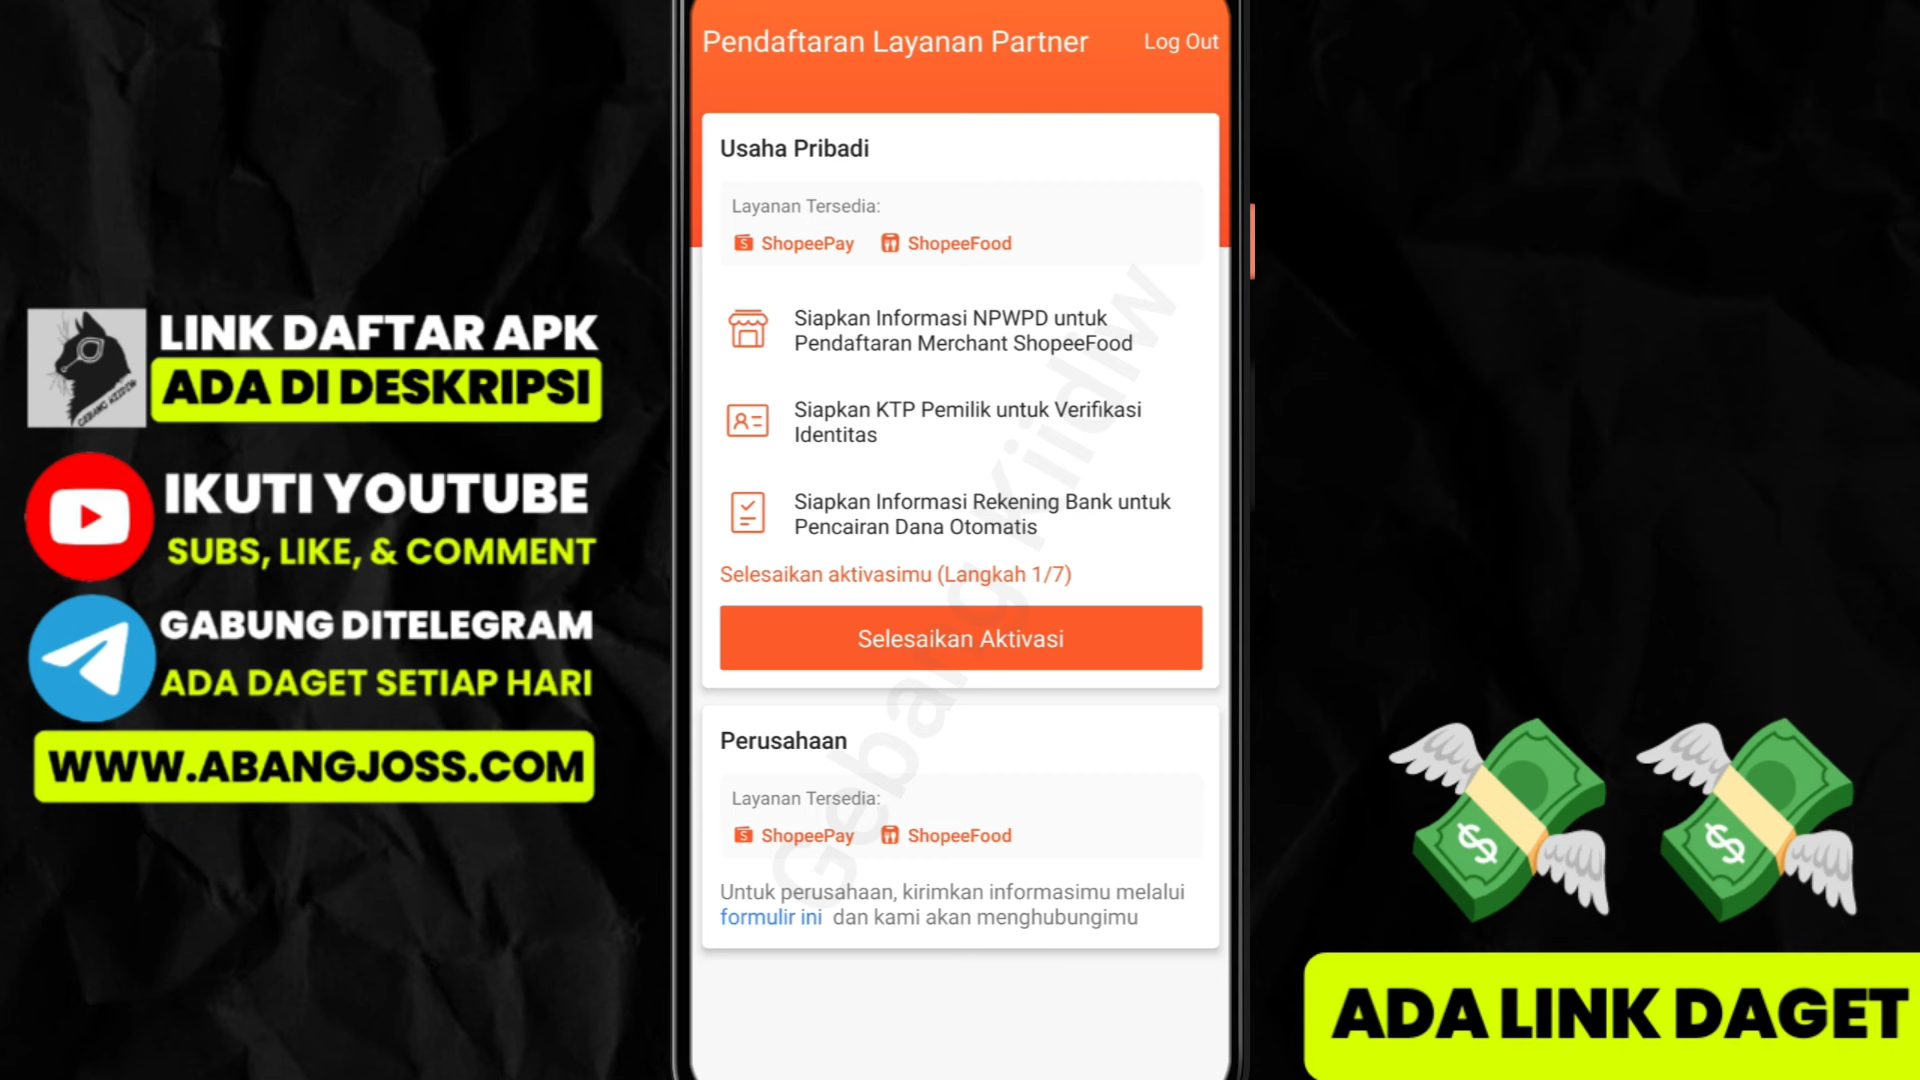 LINK DAFTAR APK
ADA DI DESKRIPSI
GEBANG KIIDIW
IKUTI YOUTUBE
SUBS, LIKE, & COMMENT
GABUNG DITELEGRAM
ADA DAGET SETIAP HARI
WWW.ABANGJOSS.COM
Pendaftaran Layanan Partner
Log Out
Usaha Pribadi
Layanan Tersedia:
ShopeePay ShopeeFood
Siapkan Informasi NPWPD untuk
Pendaftaran Merchant ShopeeFood
Siapkan KTP Pemilik untuk Verifikasi
Identitas
Siapkan Informasi Rekening Bank untuk
Pencairan Dana Otomatis
Selesaikan aktivasimu (Langkah 1/7)
Selesaikan Aktivasi
Perusahaan
Layanan Tersedia:
ShopeePay ShopeeFood
Untuk perusahaan, kirimkan informasimu melalui
formulir ini dan kami akan menghubungimu
Gebang Kiidiw
ADA LINK DAGET